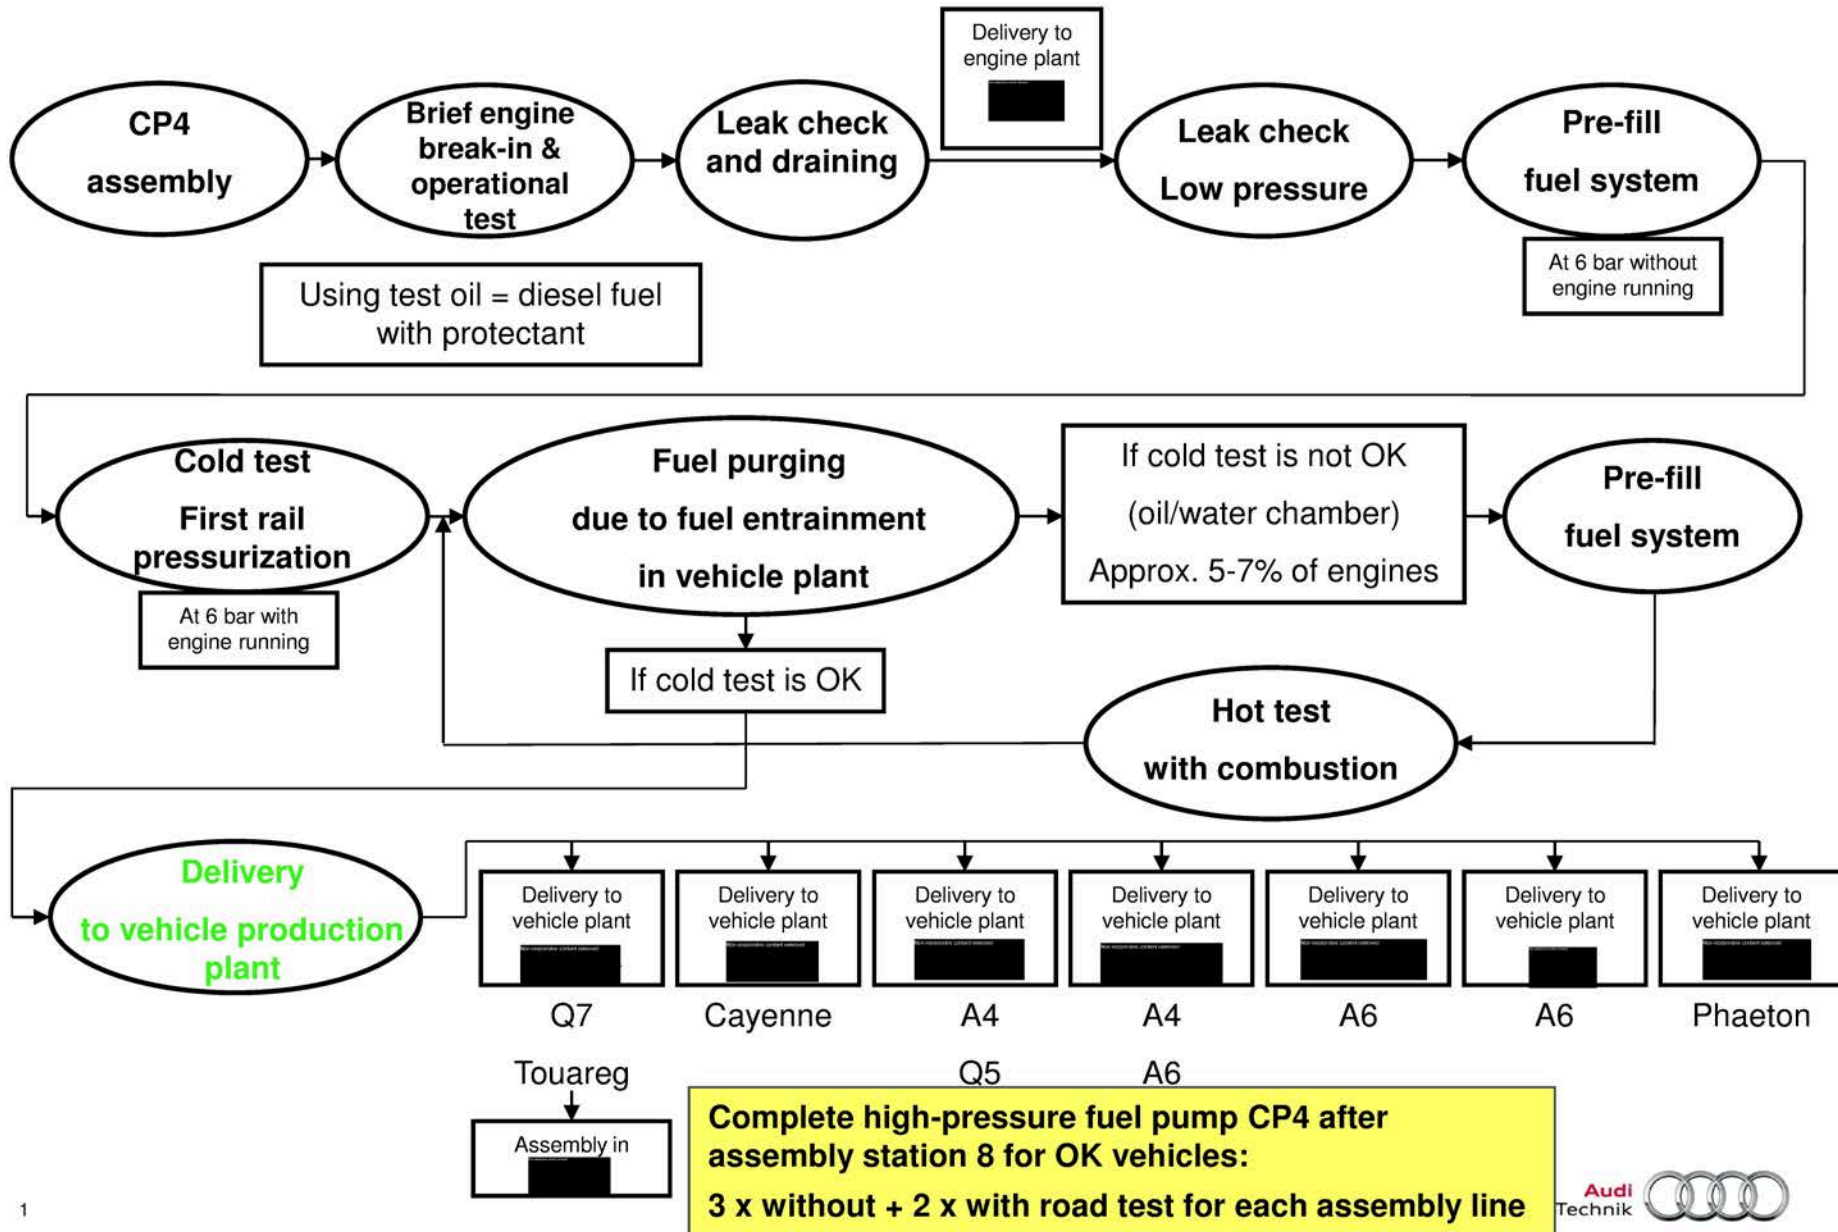 Delivery to
engine plant
CP4
assembly
Brief engine
break-in &
operational
test
Leak check
and draining
Leak check
Low pressure
Pre-fill
fuel system
At 6 bar without
engine running
Using test oil = diesel fuel
with protectant
Cold test
First rail
pressurization
At 6 bar with
engine running
Fuel purging
due to fuel entrainment
in vehicle plant
If cold test is not OK
(oil/water chamber)
Approx. 5-7% of engines
Pre-fill
fuel system
If cold test is OK
Hot test
with combustion
Delivery
to vehicle production
plant
Delivery to
vehicle plant
Q7
Touareg
Assembly in
Delivery to
vehicle plant
Cayenne
Delivery to
vehicle plant
A4
Q5
Delivery to
vehicle plant
A4
A6
Delivery to
vehicle plant
A6
Delivery to
vehicle plant
A6
Delivery to
vehicle plant
Phaeton
Complete high-pressure fuel pump CP4 after
assembly station 8 for OK vehicles:
3 x without + 2 x with road test for each assembly line
1
Audi
Technik